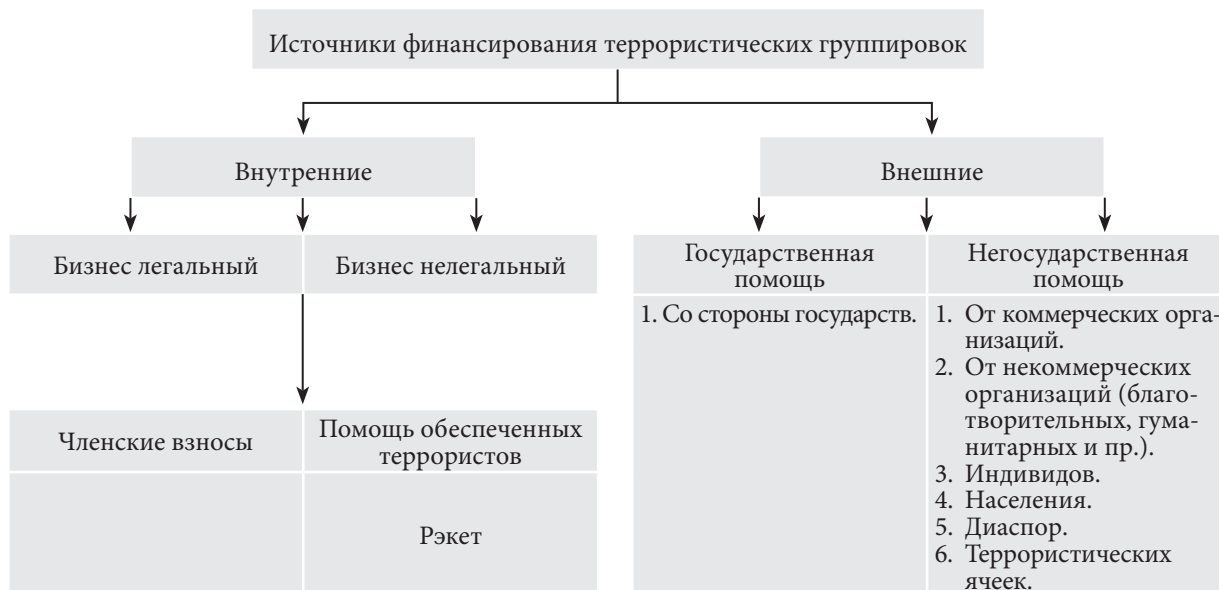 Источники финансирования террористических группировок
Внутренние
Внешние
Бизнес легальный
Бизнес нелегальный
Членские взносы
Помощь обеспеченных
террористов
Рэкет
Государственная
помощь
1. Со стороны государств.
Негосударственная
помощь
1. От коммерческих орга-
низаций.
2. От некоммерческих
организаций (благо-
творительных, гума-
нитарных и пр.).
3. Индивидов.
4. Населения.
5. Диаспор.
6. Террористических
ячеек.